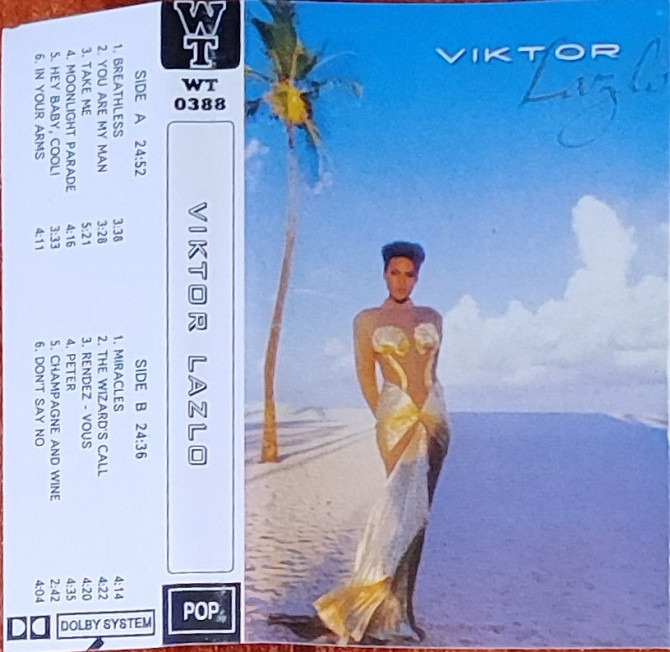 SIDE A 24:52
1. BREATHLESS 3:38
2. YOU ARE MY MAN 3:28
3. TAKE ME 5:21
4. MOONLIGHT PARADE 4:16
5. HEY BABY, COOL! 3:33
6. IN YOUR ARMS 4:11
SIDE B 24:36
1. MIRACLES 4:14
2. THE WIZARD'S CALL 4:22
3. RENDEZ - VOUS 4:20
4. PETER 4:35
5. CHAMPAGNE AND WINE 2:42
6. DON'T SAY NO 4:04
DOLBY SYSTEM
WT
WT
0388
VIKTOR LAZLO
POP
VIKTOR
Lazlo